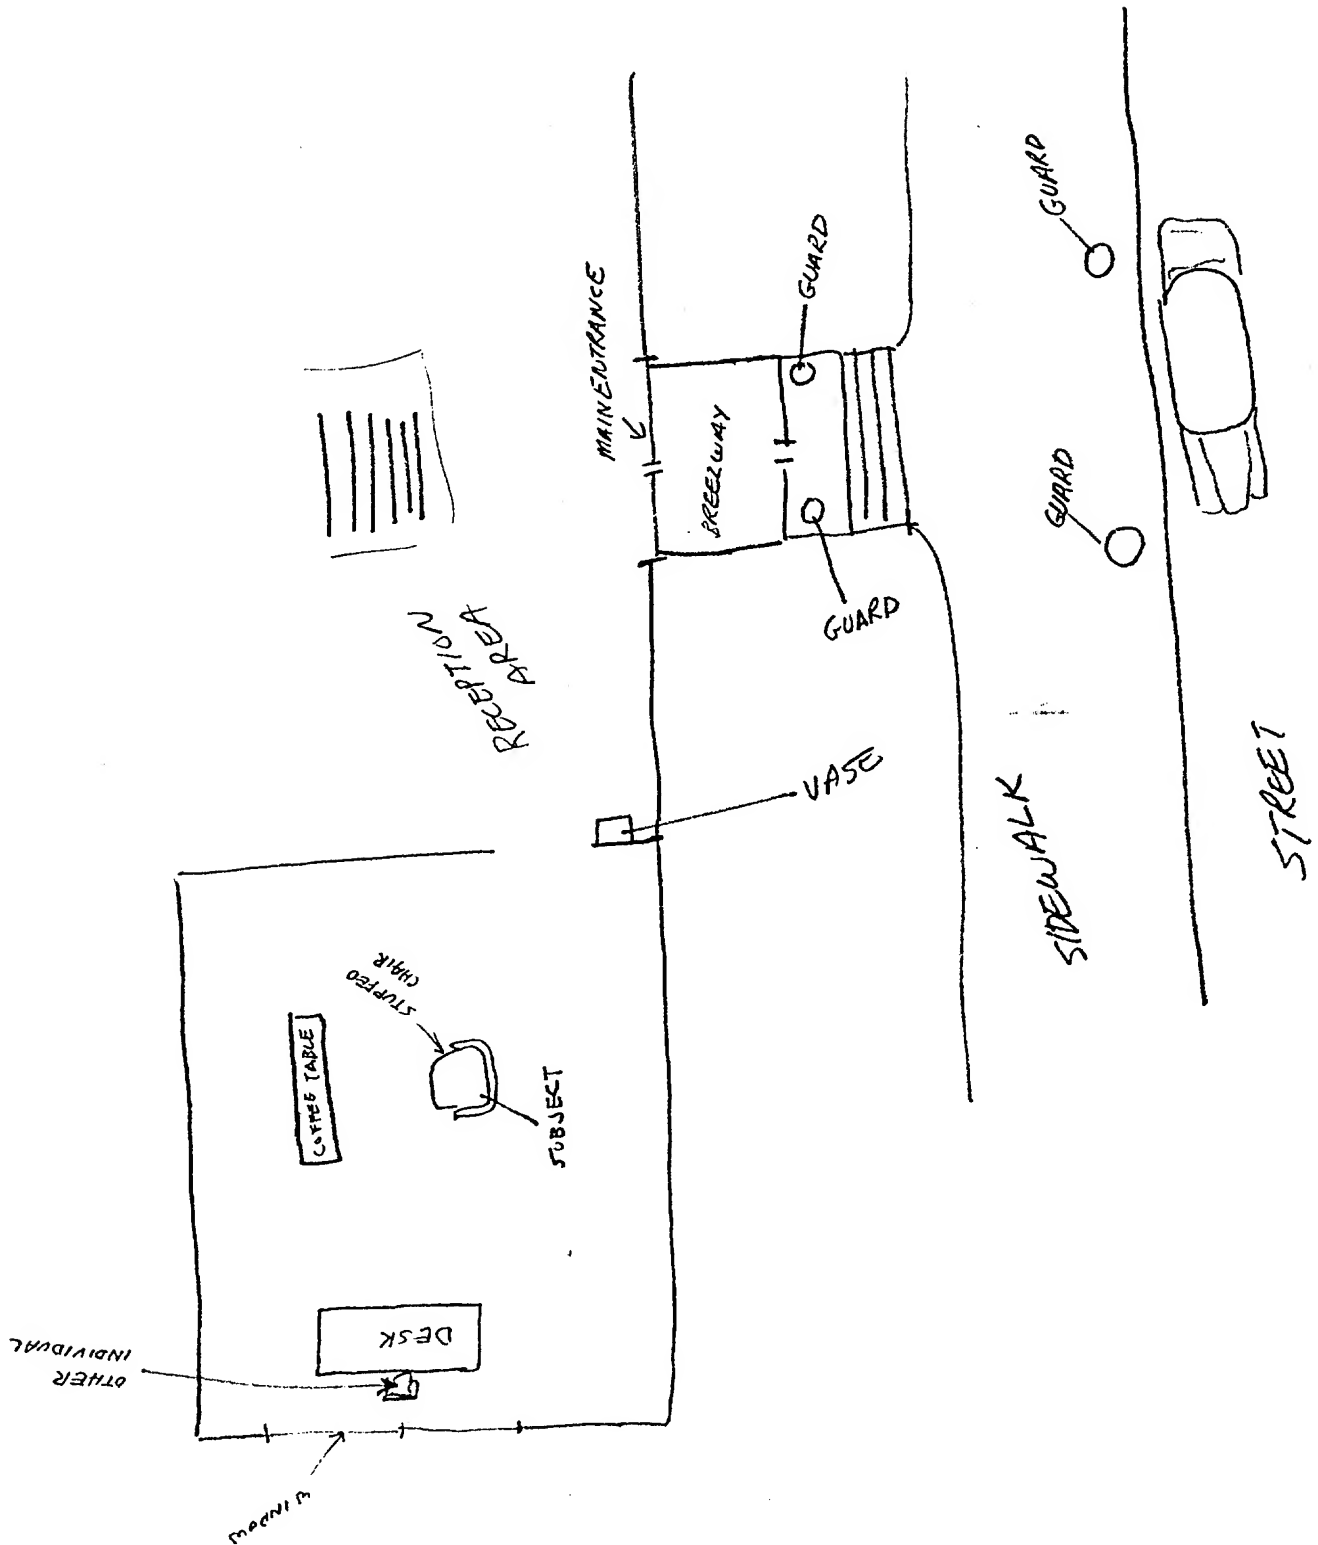 GUARD
GUARD
MAIN ENTRANCE
BREEZWAY
GUARD
GUARD
RECEPTION
AREA
VASE
SIDEWALK
STREET
STUFFED
CHAIR
COFFEE TABLE
SUBJECT
DESK
OTHER
INDIVIDUAL
WINDOW